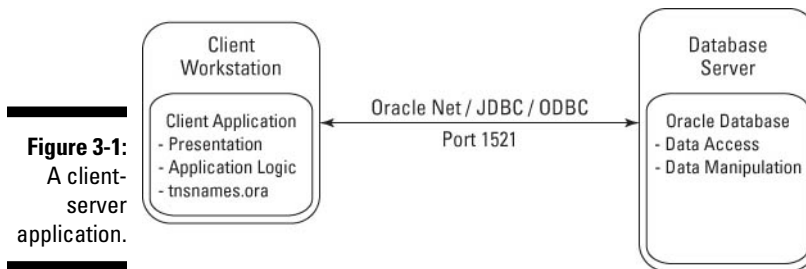 Figure 3-1:
A client-
server
application.
Client
Workstation
Client Application
- Presentation
- Application Logic
- tnsnames.ora
Oracle Net / JDBC / ODBC
Port 1521
Database
Server
Oracle Database
- Data Access
- Data Manipulation